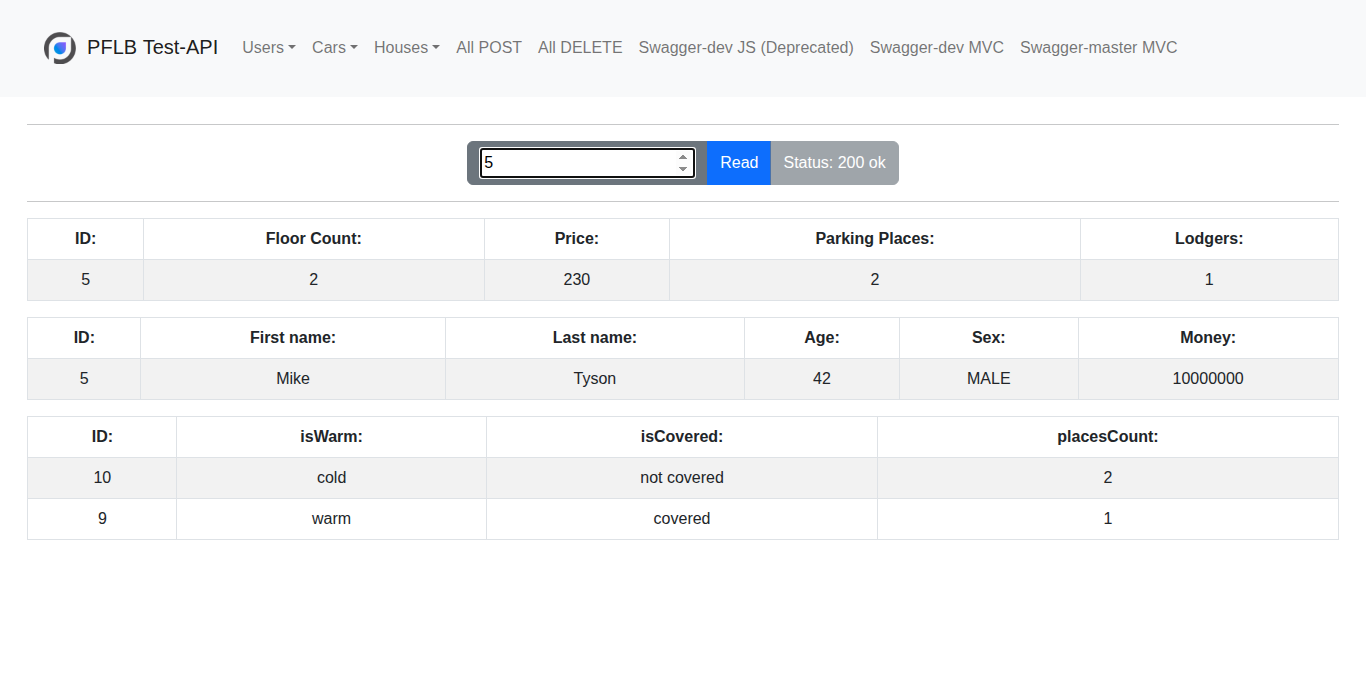 PFLB Test-API Users Cars Houses All POST All DELETE Swagger-dev JS (Deprecated) Swagger-dev MVC Swagger-master MVC
5 Read Status: 200 ok
ID: Floor Count: Price: Parking Places: Lodgers:
5 2 230 2 1
ID: First name: Last name: Age: Sex: Money:
5 Mike Tyson 42 MALE 10000000
ID: isWarm: isCovered: placesCount:
10 cold not covered 2
9 warm covered 1